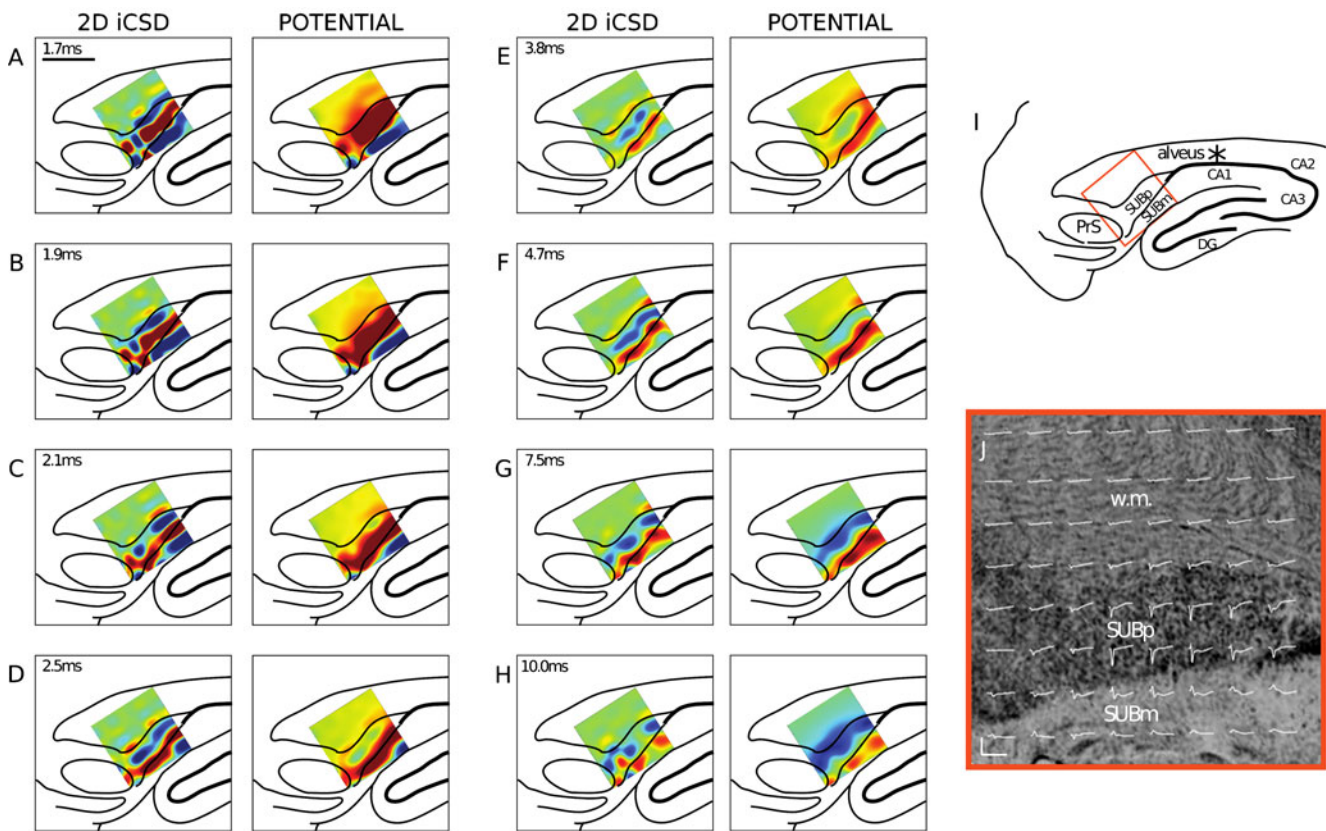 2D iCSD
POTENTIAL
2D iCSD
POTENTIAL
A
1.7ms
B
1.9ms
C
2.1ms
D
2.5ms
E
3.8ms
F
4.7ms
G
7.5ms
H
10.0ms
I
alveus *
CA1
CA2
CA3
SUBp
SUBm
PrS
DG
J
w.m.
SUBp
SUBm